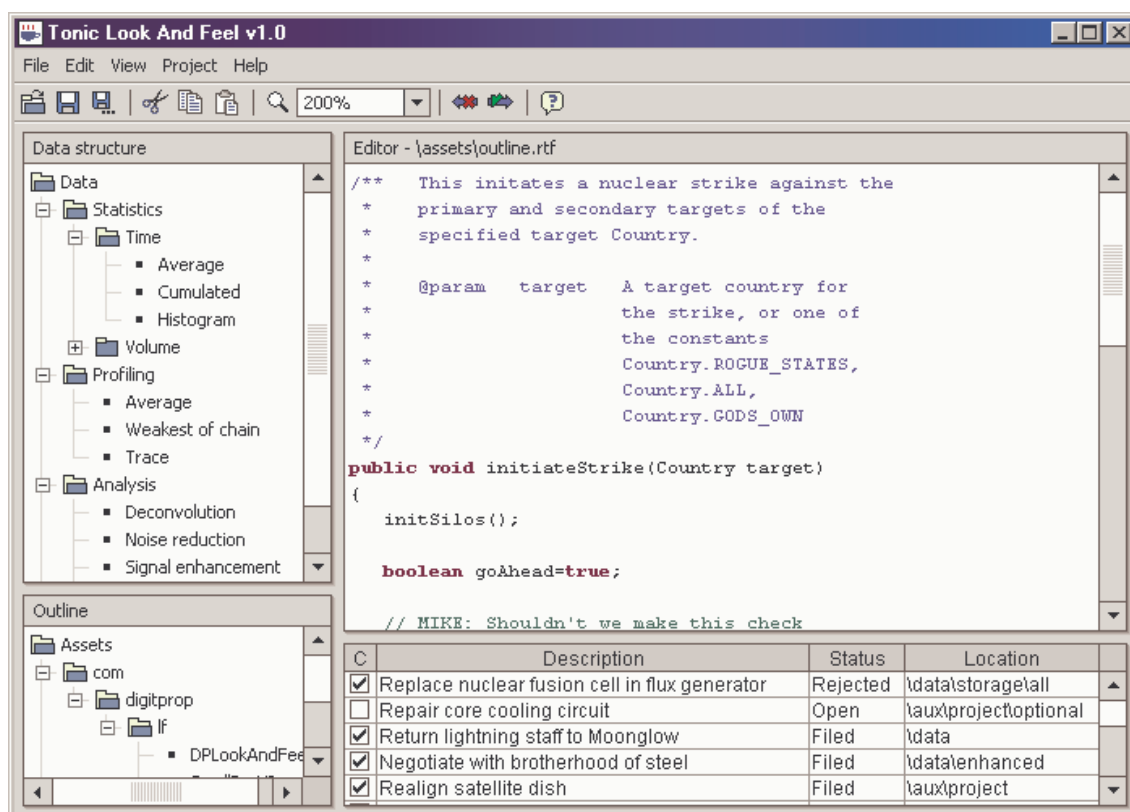 Tonic Look And Feel v1.0
File Edit View Project Help
200%
Data structure
Data
Statistics
Time
Average
Cumulated
Histogram
Volume
Profiling
Average
Weakest of chain
Trace
Analysis
Deconvolution
Noise reduction
Signal enhancement
Outline
Assets
com
digitprop
lf
DPLookAndFee
Editor - \assets\outline.rtf
/** This initates a nuclear strike against the
* primary and secondary targets of the
* specified target Country.
*
* @param target A target country for
* the strike, or one of
* the constants
* Country.ROGUE_STATES,
* Country.ALL,
* Country.GODS_OWN
*/
public void initiateStrike(Country target)
{
initSilos();
boolean goAhead=true;
// MIKE: Shouldn't we make this check
C Description Status Location
Replace nuclear fusion cell in flux generator Rejected \data\storage\all
Repair core cooling circuit Open \aux\project\optional
Return lightning staff to Moonglow Filed \data
Negotiate with brotherhood of steel Filed \data\enhanced
Realign satellite dish Filed \aux\project